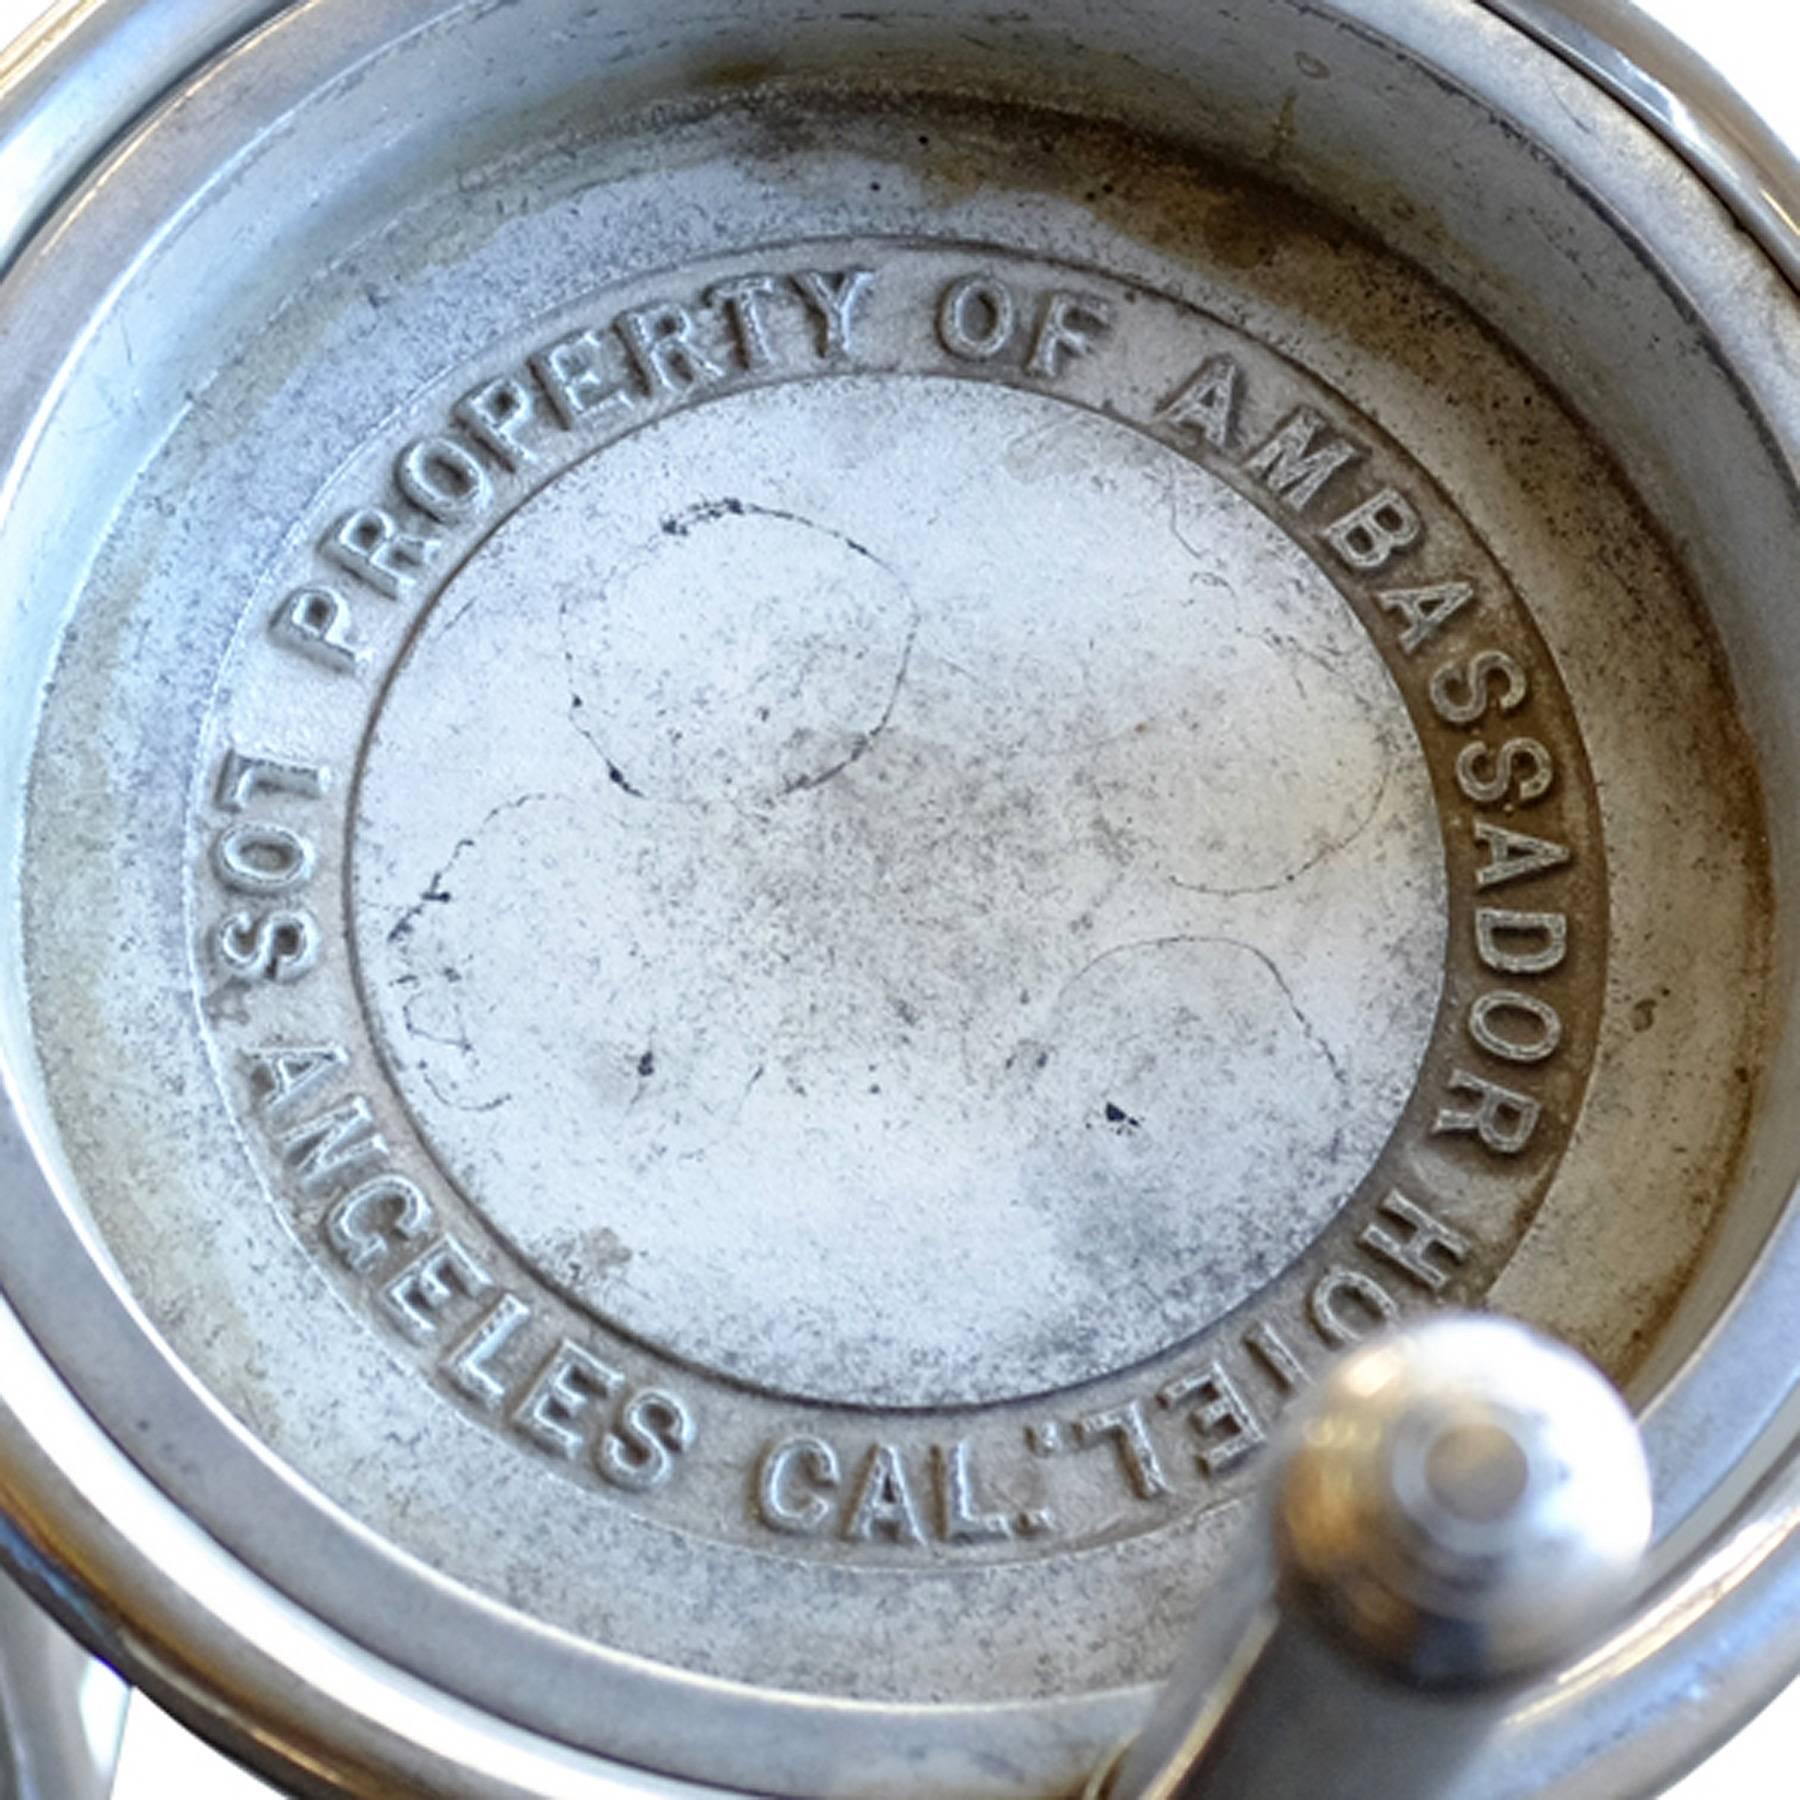 PROPERTY OF AMBASSADOR HOTEL
LOS ANGELES CAL.